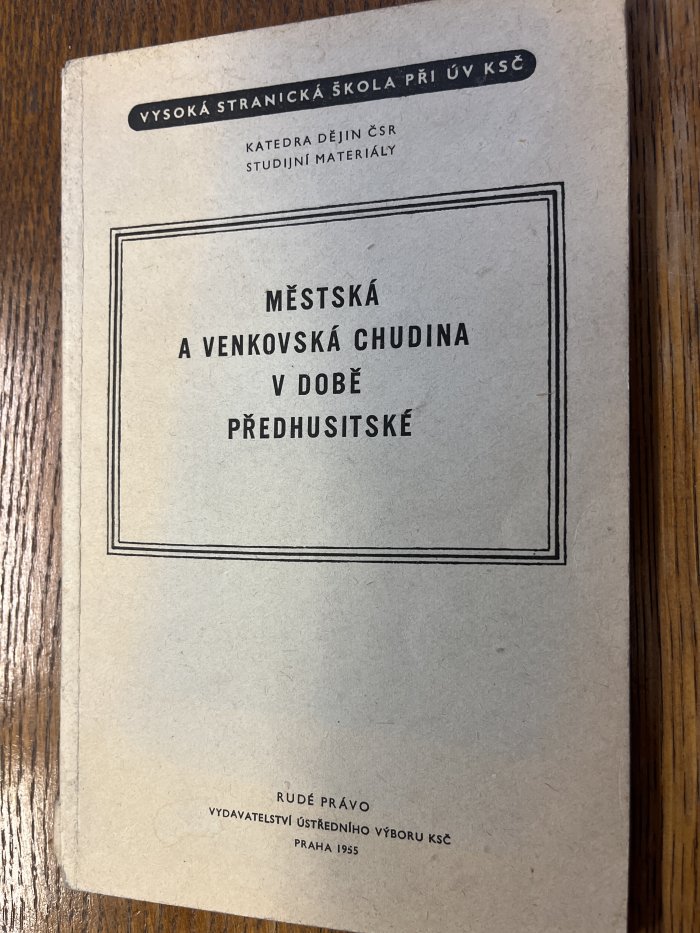 VYSOKÁ STRANICKÁ ŠKOLA PŘI ÚV KSČ
KATEDRA DĚJIN ČSR
STUDIJNÍ MATERIÁLY
MĚSTSKÁ
A VENKOVSKÁ CHUDINA
V DOBĚ
PŘEDHUSITSKÉ
RUDÉ PRÁVO
VYDAVATELSTVÍ ÚSTŘEDNÍHO VÝBORU KSČ
PRAHA 1955